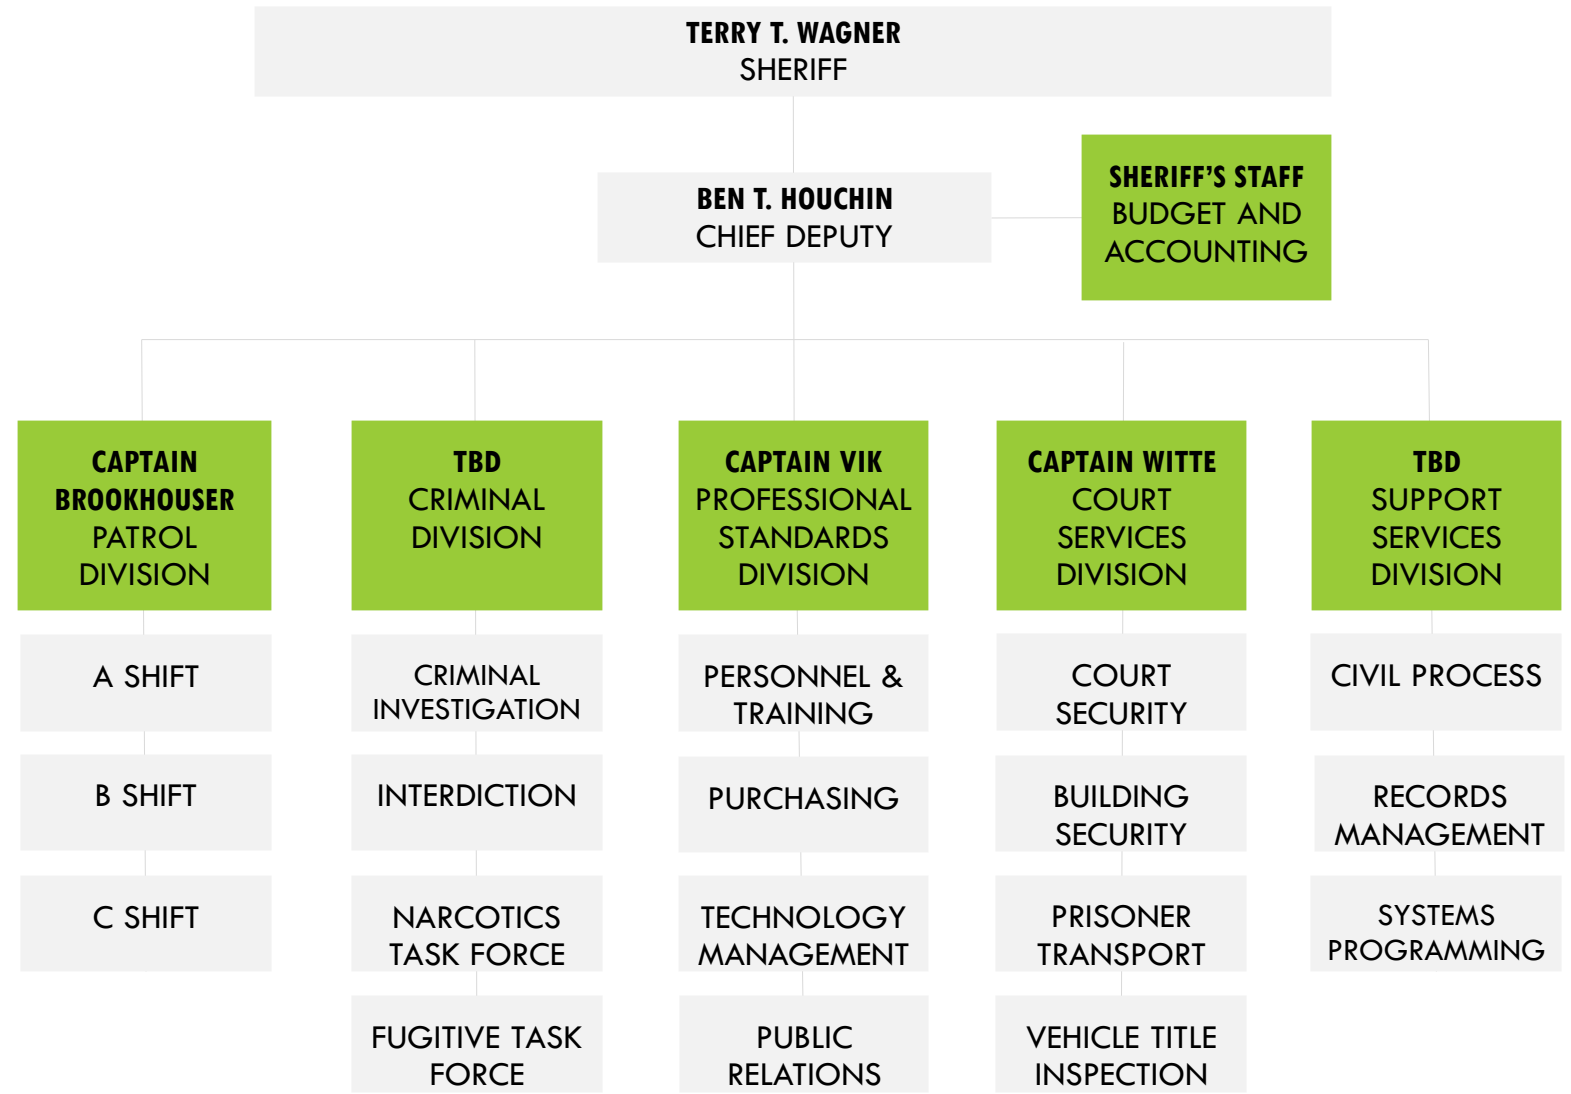 TERRY T. WAGNER
SHERIFF
BEN T. HOUCHIN
CHIEF DEPUTY
SHERIFF’S STAFF
BUDGET AND
ACCOUNTING
CAPTAIN
BROOKHOUSER
PATROL
DIVISION
A SHIFT
B SHIFT
C SHIFT
TBD
CRIMINAL
DIVISION
CRIMINAL
INVESTIGATION
INTERDICTION
NARCOTICS
TASK FORCE
FUGITIVE TASK
FORCE
CAPTAIN VIK
PROFESSIONAL
STANDARDS
DIVISION
PERSONNEL &
TRAINING
PURCHASING
TECHNOLOGY
MANAGEMENT
PUBLIC
RELATIONS
CAPTAIN WITTE
COURT
SERVICES
DIVISION
COURT
SECURITY
BUILDING
SECURITY
PRISONER
TRANSPORT
VEHICLE TITLE
INSPECTION
TBD
SUPPORT
SERVICES
DIVISION
CIVIL PROCESS
RECORDS
MANAGEMENT
SYSTEMS
PROGRAMMING